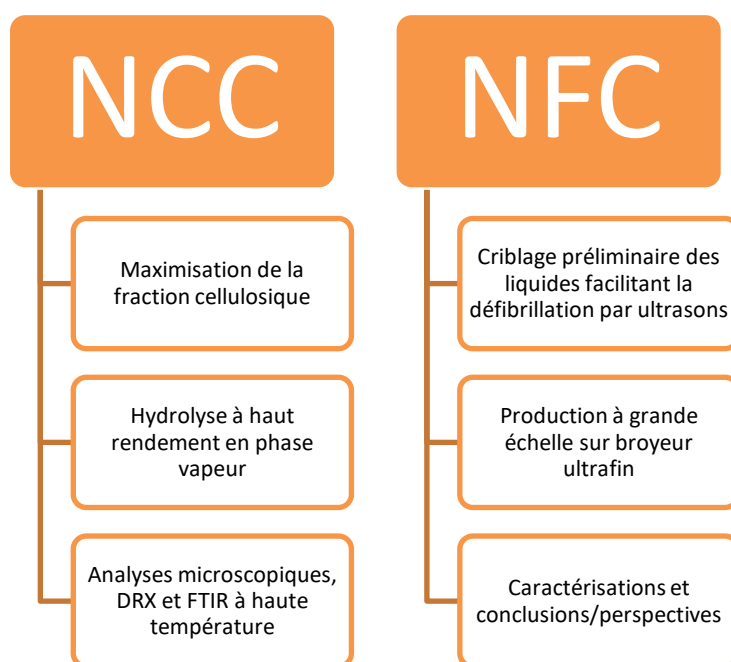 NCC
Maximisation de la
fraction cellulosique
Hydrolyse à haut
rendement en phase
vapeur
Analyses microscopiques,
DRX et FTIR à haute
température
NFC
Criblage préliminaire des
liquides facilitant la
défibrillation par ultrasons
Production à grande
échelle sur broyeur
ultrafin
Caractérisations et
conclusions/perspectives